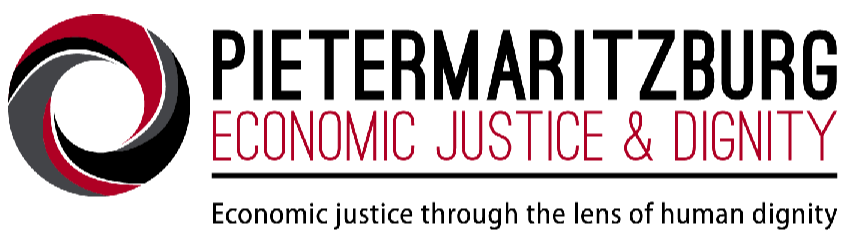 PIETERMARITZBURG
ECONOMIC JUSTICE & DIGNITY
Economic justice through the lens of human dignity